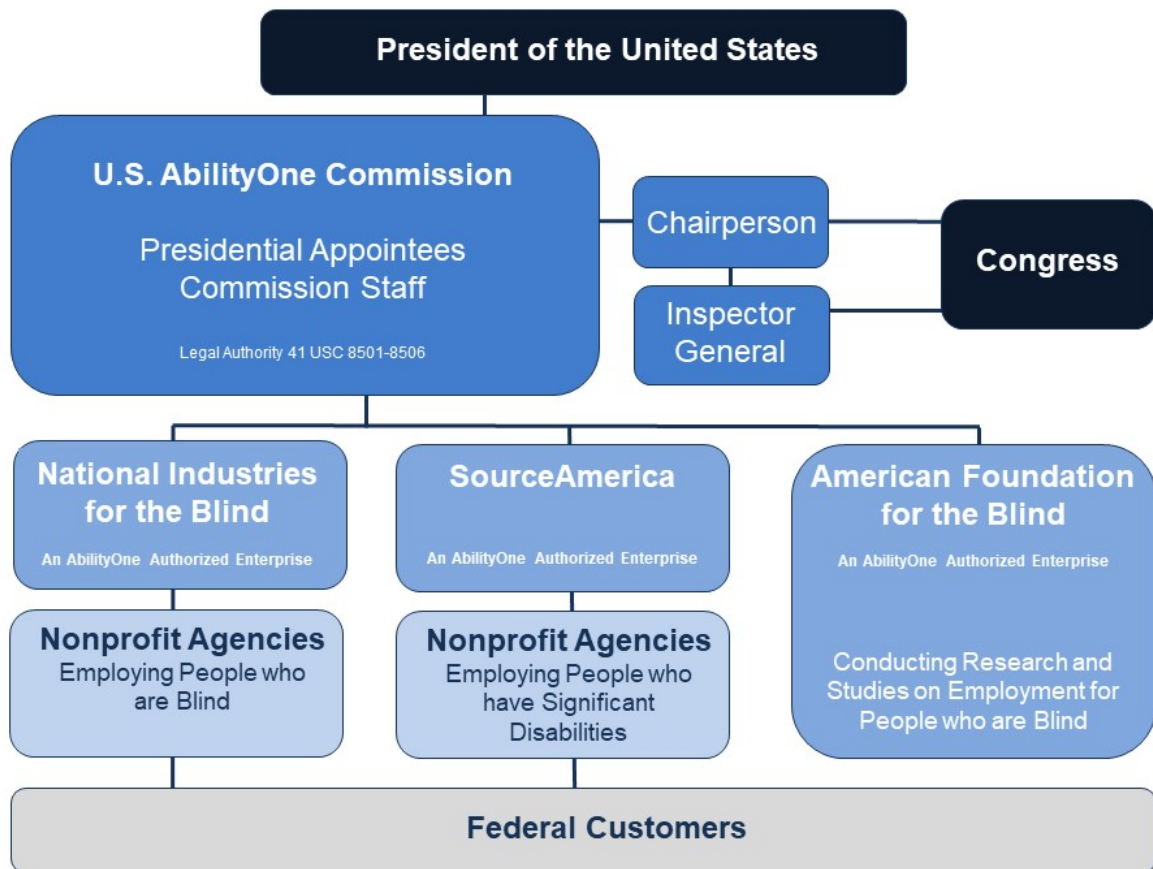 President of the United States
U.S. AbilityOne Commission
Presidential Appointees
Commission Staff
Legal Authority 41 USC 8501-8506
Chairperson
Inspector
General
Congress
National Industries
for the Blind
An AbilityOne Authorized Enterprise
SourceAmerica
An AbilityOne Authorized Enterprise
American Foundation
for the Blind
An AbilityOne Authorized Enterprise
Conducting Research and
Studies on Employment for
People who are Blind
Nonprofit Agencies
Employing People who
are Blind
Nonprofit Agencies
Employing People who
have Significant
Disabilities
Federal Customers